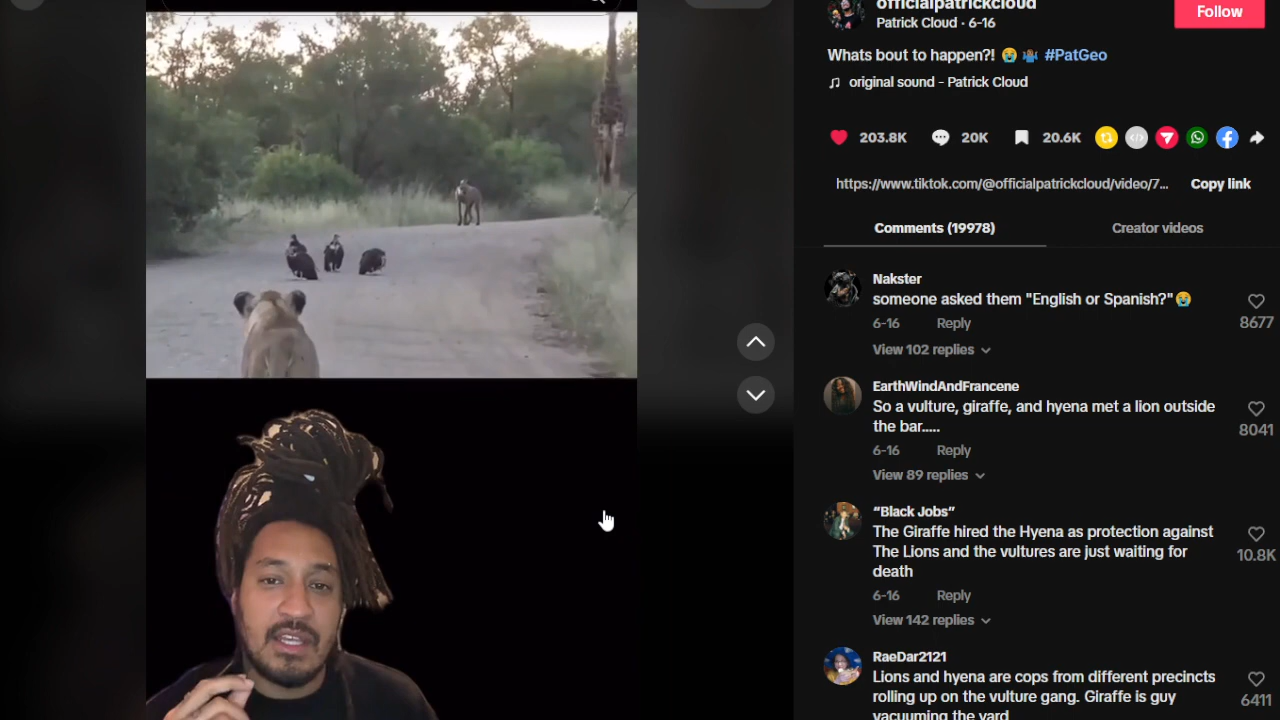 officialpatrickcloud
Patrick Cloud · 6-16
Follow
Whats bout to happen?! 😭 🤷🏽‍♂️ #PatGeo
♫ original sound - Patrick Cloud
203.8K
20K
20.6K
https://www.tiktok.com/@officialpatrickcloud/video/7...
Copy link
Comments (19978)
Creator videos
Nakster
someone asked them "English or Spanish?"😭
6-16 Reply
8677
View 102 replies
EarthWindAndFrancene
So a vulture, giraffe, and hyena met a lion outside
the bar.....
8041
6-16 Reply
View 89 replies
“Black Jobs”
The Giraffe hired the Hyena as protection against
The Lions and the vultures are just waiting for
death
10.8K
6-16 Reply
View 142 replies
RaeDar2121
Lions and hyena are cops from different precincts
rolling up on the vulture gang. Giraffe is guy
6411
vacuuming the yard